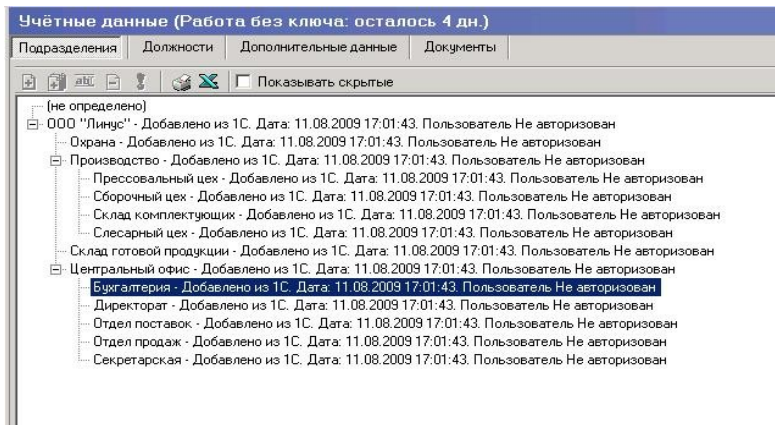 Учётные данные (Работа без ключа: осталось 4 дн.)
Подразделения Должности Дополнительные данные Документы
Показывать скрытые
(не определено)
ООО "Линус" - Добавлено из 1С. Дата: 11.08.2009 17:01:43. Пользователь Не авторизован
Охрана - Добавлено из 1С. Дата: 11.08.2009 17:01:43. Пользователь Не авторизован
Производство - Добавлено из 1С. Дата: 11.08.2009 17:01:43. Пользователь Не авторизован
Прессовальный цех - Добавлено из 1С. Дата: 11.08.2009 17:01:43. Пользователь Не авторизован
Сборочный цех - Добавлено из 1С. Дата: 11.08.2009 17:01:43. Пользователь Не авторизован
Склад комплектующих - Добавлено из 1С. Дата: 11.08.2009 17:01:43. Пользователь Не авторизован
Слесарный цех - Добавлено из 1С. Дата: 11.08.2009 17:01:43. Пользователь Не авторизован
Склад готовой продукции - Добавлено из 1С. Дата: 11.08.2009 17:01:43. Пользователь Не авторизован
Центральный офис - Добавлено из 1С. Дата: 11.08.2009 17:01:43. Пользователь Не авторизован
Бухгалтерия - Добавлено из 1С. Дата: 11.08.2009 17:01:43. Пользователь Не авторизован
Директорат - Добавлено из 1С. Дата: 11.08.2009 17:01:43. Пользователь Не авторизован
Отдел поставок - Добавлено из 1С. Дата: 11.08.2009 17:01:43. Пользователь Не авторизован
Отдел продаж - Добавлено из 1С. Дата: 11.08.2009 17:01:43. Пользователь Не авторизован
Секретарская - Добавлено из 1С. Дата: 11.08.2009 17:01:43. Пользователь Не авторизован